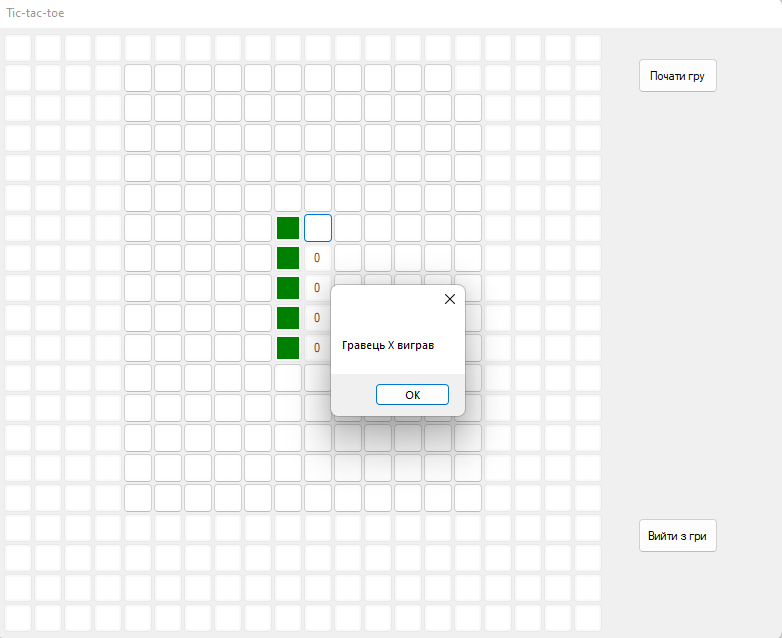 Tic-tac-toe
Почати гру
0
0
0
0
Гравець X виграв
OK
Вийти з гри